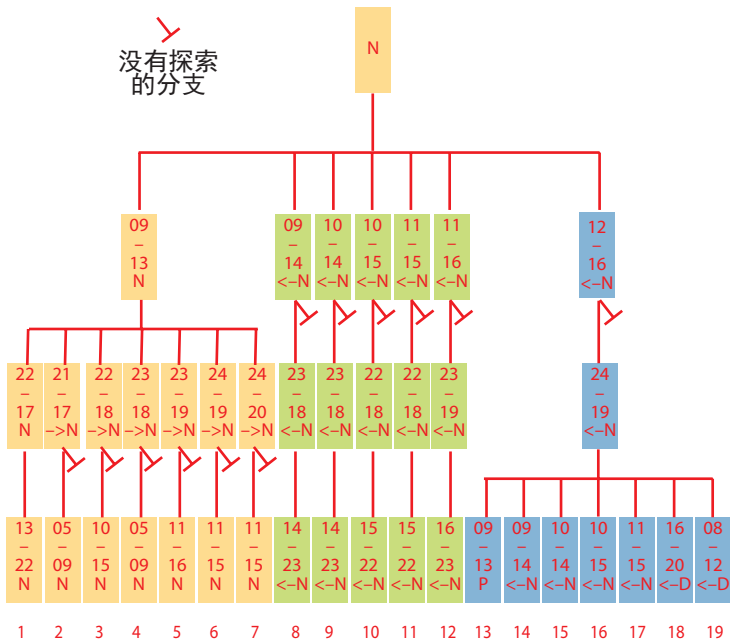 没有探索
的分支
N
09 09 10 10 11 11 12
– – – – – – –
13 14 14 15 15 16 16
N <–N <–N <–N <–N <–N <–N
22 21 22 23 23 24 24 23 23 22 22 23 24
– – – – – – – – – – – – –
17 17 18 18 19 19 20 18 18 18 18 19 19
N –>N –>N –>N –>N –>N –>N <–N <–N <–N <–N <–N <–N
13 05 10 05 11 11 11 14 14 15 15 16 09 09 10 10 11 16 08
– – – – – – – – – – – – – – – – – – –
22 09 15 09 16 15 15 23 23 22 22 23 13 14 14 15 15 20 12
N N N N N N N <–N <–N <–N <–N <–N P <–N <–N <–N <–N <–D <–D
1 2 3 4 5 6 7 8 9 10 11 12 13 14 15 16 17 18 19